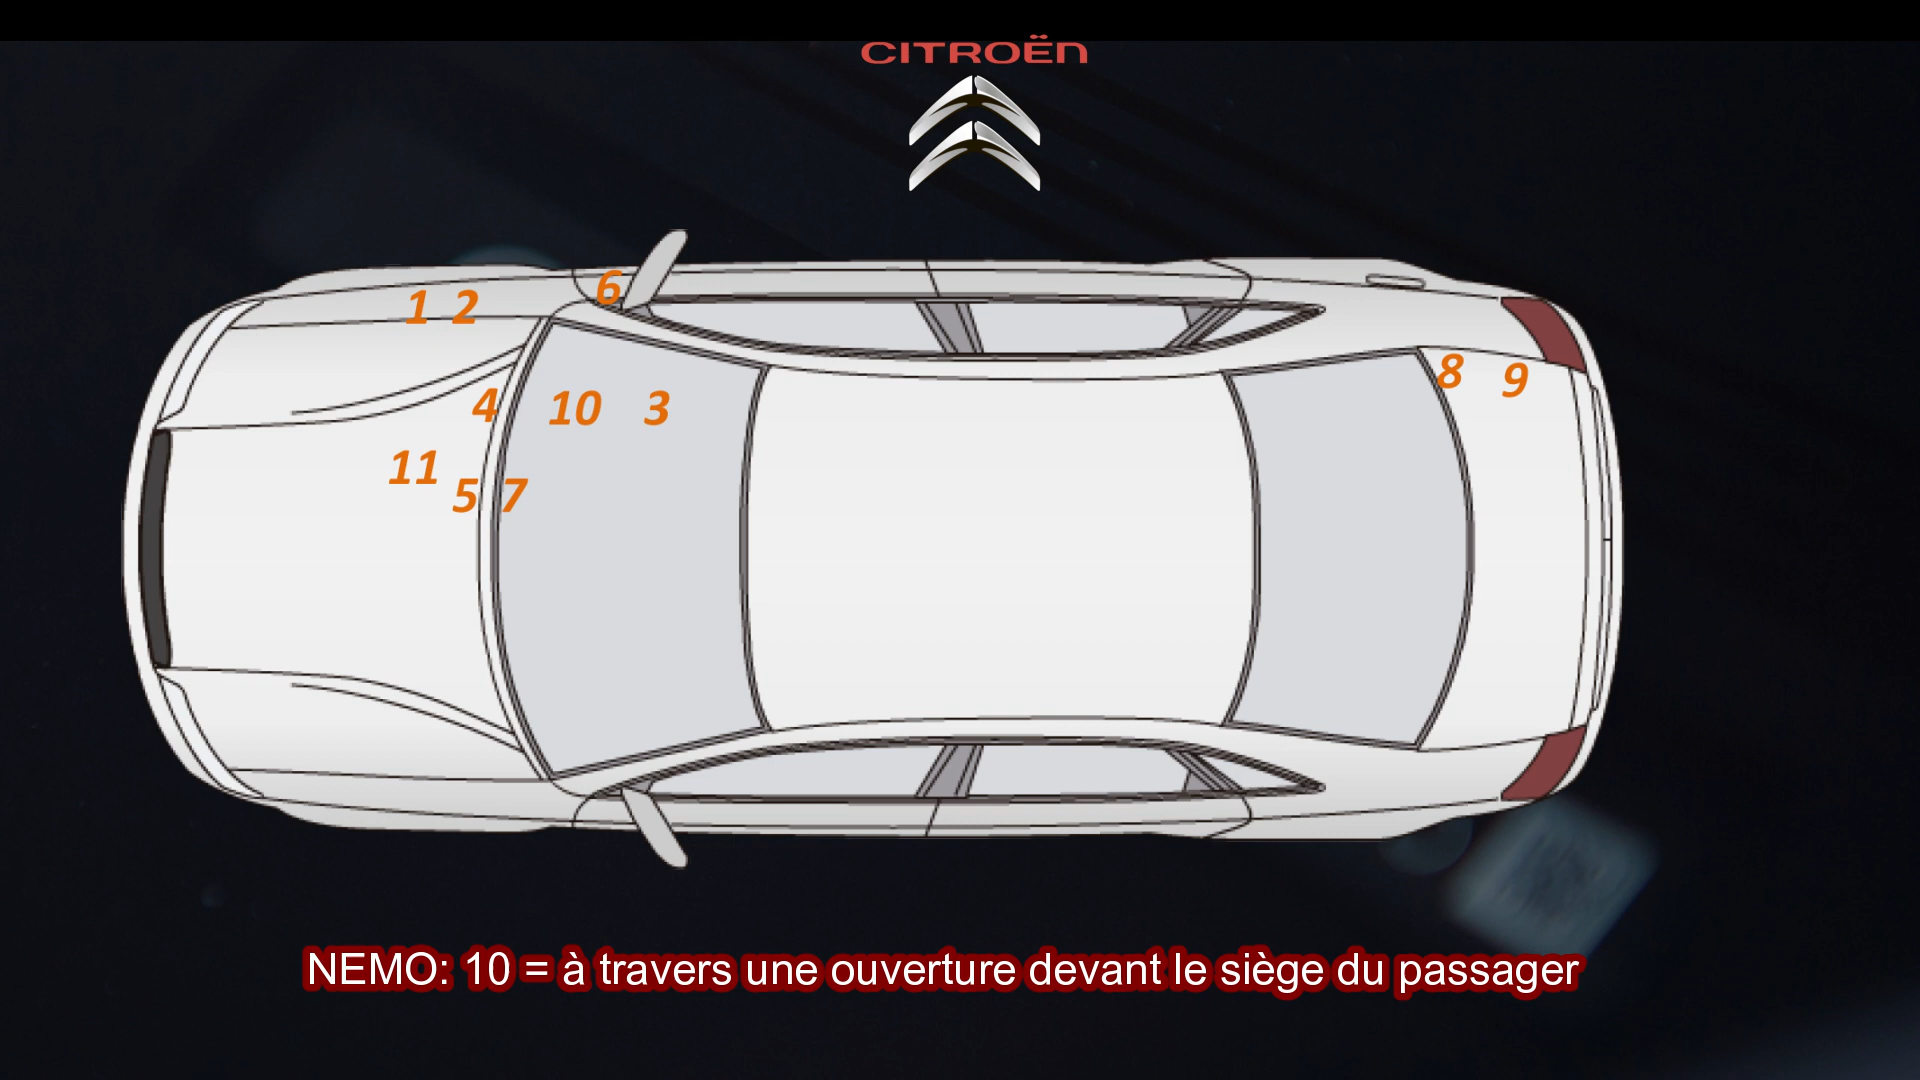 CITROËN
1 2
6
8 9
4 10 3
11
5 7
NEMO: 10 = à travers une ouverture devant le siège du passager